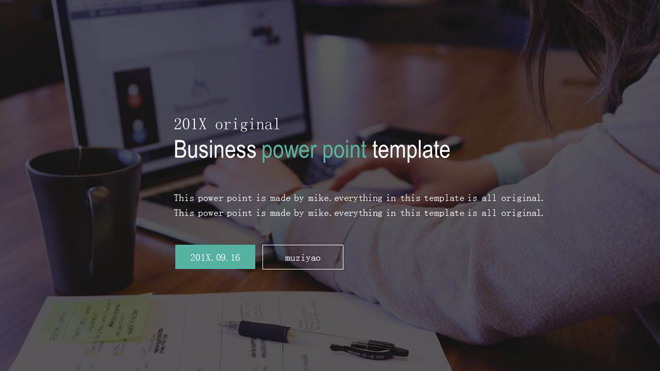 201X original
Business power point template
This power point is made by mike.everything in this template is all original.
This power point is made by mike.everything in this template is all original.
201X.09.16
muziyao